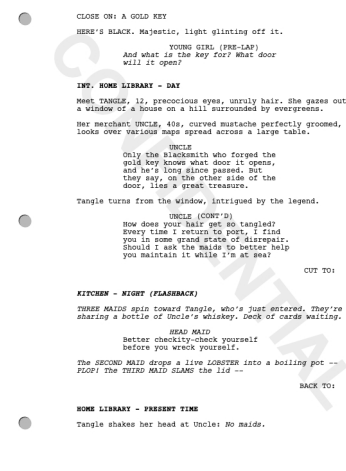 CLOSE ON: A GOLD KEY
HERE'S BLACK. Majestic, light glinting off it.
YOUNG GIRL (PRE-LAP)
And what is the key for? What door
will it open?
INT. HOME LIBRARY - DAY
Meet TANGLE, 12, precocious eyes, unruly hair. She gazes out
a window of a house on a hill surrounded by evergreens.
Her merchant UNCLE, 40s, curved mustache perfectly groomed,
looks over various maps spread across a large table.
UNCLE
Only the Blacksmith who forged the
gold key knows what door it opens,
and he's long since passed. But
they say, on the other side of the
door, lies a great treasure.
Tangle turns from the window, intrigued by the legend.
UNCLE (CONT'D)
How does your hair get so tangled?
Every time I return to port, I find
you in some grand state of disrepair.
Should I ask the maids to better help
you maintain it while I'm at sea?
CUT TO:
KITCHEN - NIGHT (FLASHBACK)
THREE MAIDS spin toward Tangle, who's just entered. They're
sharing a bottle of Uncle's whiskey. Deck of cards waiting.
HEAD MAID
Better checkity-check yourself
before you wreck yourself.
The SECOND MAID drops a live LOBSTER into a boiling pot --
PLOP! The THIRD MAID SLAMS the lid --
BACK TO:
HOME LIBRARY - PRESENT TIME
Tangle shakes her head at Uncle: No maids.
CONFIDENTIAL